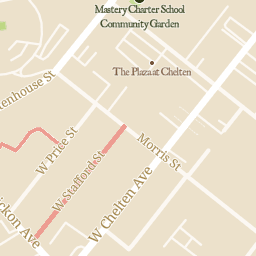 Mastery Charter School
Community Garden
The Plaza at Chelten
W Price St
W Stafford St
Morris St
W Chelten Ave